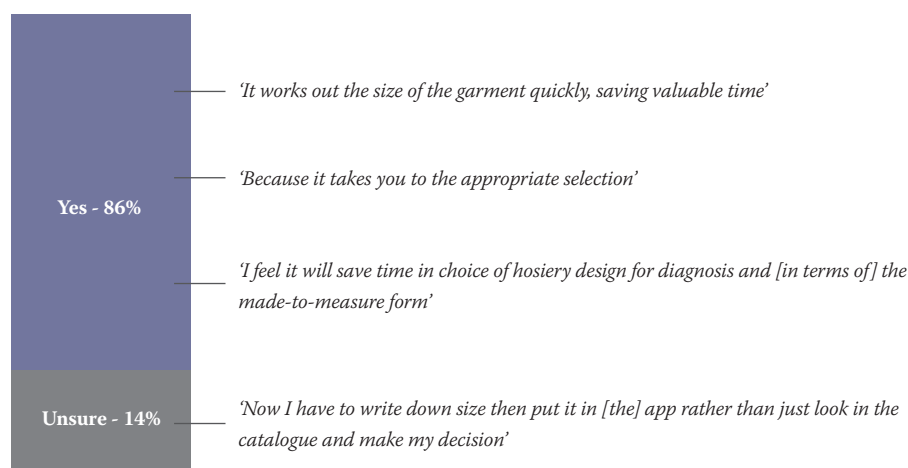 ‘It works out the size of the garment quickly, saving valuable time’
‘Because it takes you to the appropriate selection’
Yes - 86%
‘I feel it will save time in choice of hosiery design for diagnosis and [in terms of] the
made-to-measure form’
Unsure - 14%
‘Now I have to write down size then put it in [the] app rather than just look in the
catalogue and make my decision’